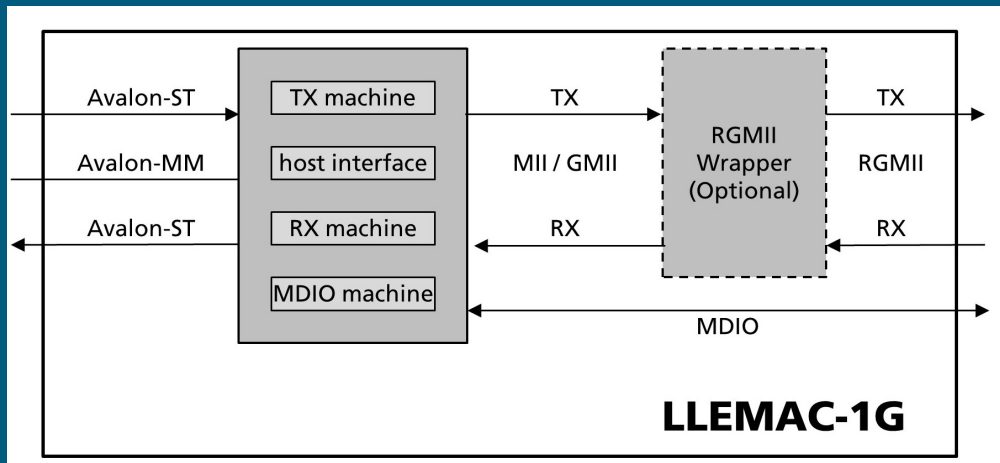 Avalon-ST
TX machine
TX
TX
Avalon-MM
host interface
MII / GMII
RGMII
Wrapper
(Optional)
RGMII
Avalon-ST
RX machine
RX
RX
MDIO machine
MDIO
LLEMAC-1G